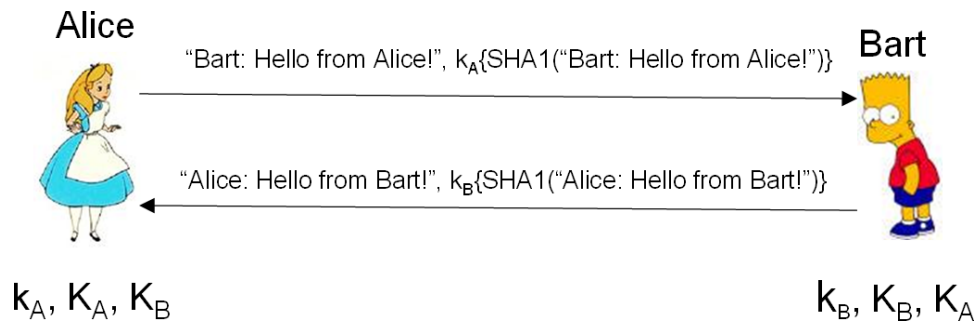 Alice
Bart
“Bart: Hello from Alice!”, kA{SHA1(“Bart: Hello from Alice!”)}
“Alice: Hello from Bart!”, kB{SHA1(“Alice: Hello from Bart!”)}
kA, KA, KB
kB, KB, KA